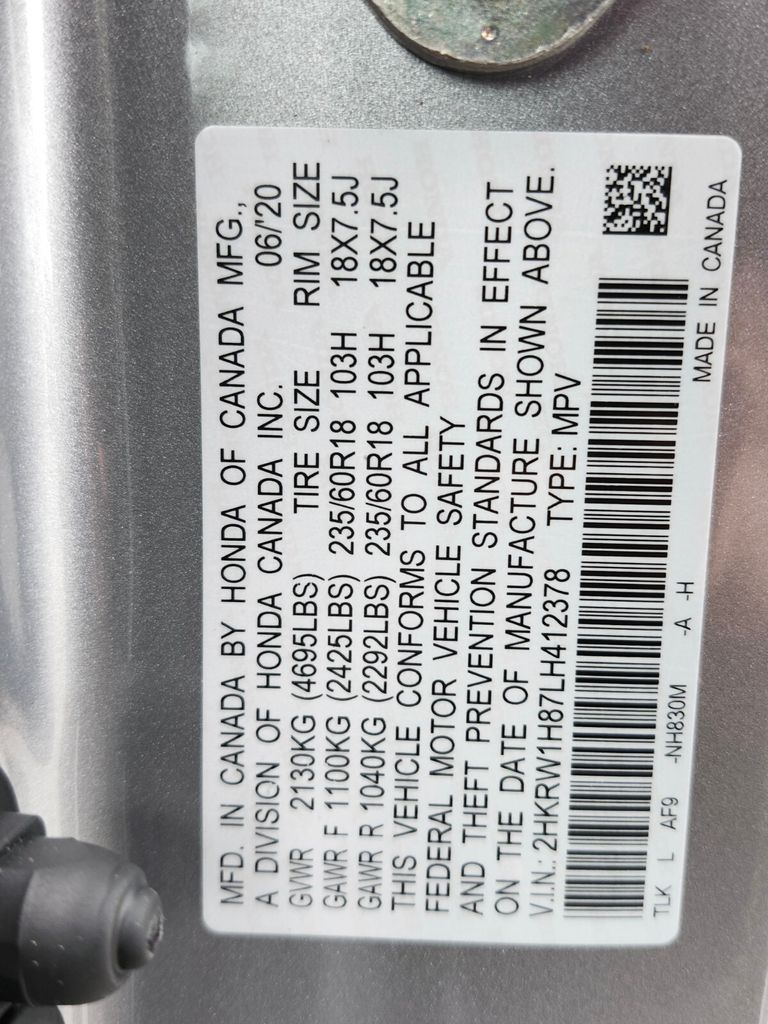 MFD. IN CANADA BY HONDA OF CANADA MFG.,
A DIVISION OF HONDA CANADA INC. 06/'20
GVWR 2130KG (4695LBS) TIRE SIZE RIM SIZE
GAWR F 1100KG (2425LBS) 235/60R18 103H 18X7.5J
GAWR R 1040KG (2292LBS) 235/60R18 103H 18X7.5J
THIS VEHICLE CONFORMS TO ALL APPLICABLE
FEDERAL MOTOR VEHICLE SAFETY
AND THEFT PREVENTION STANDARDS IN EFFECT
ON THE DATE OF MANUFACTURE SHOWN ABOVE.
V.I.N.: 2HKRW1H87LH412378 TYPE: MPV
TLK L AF9 -NH830M -A -H MADE IN CANADA